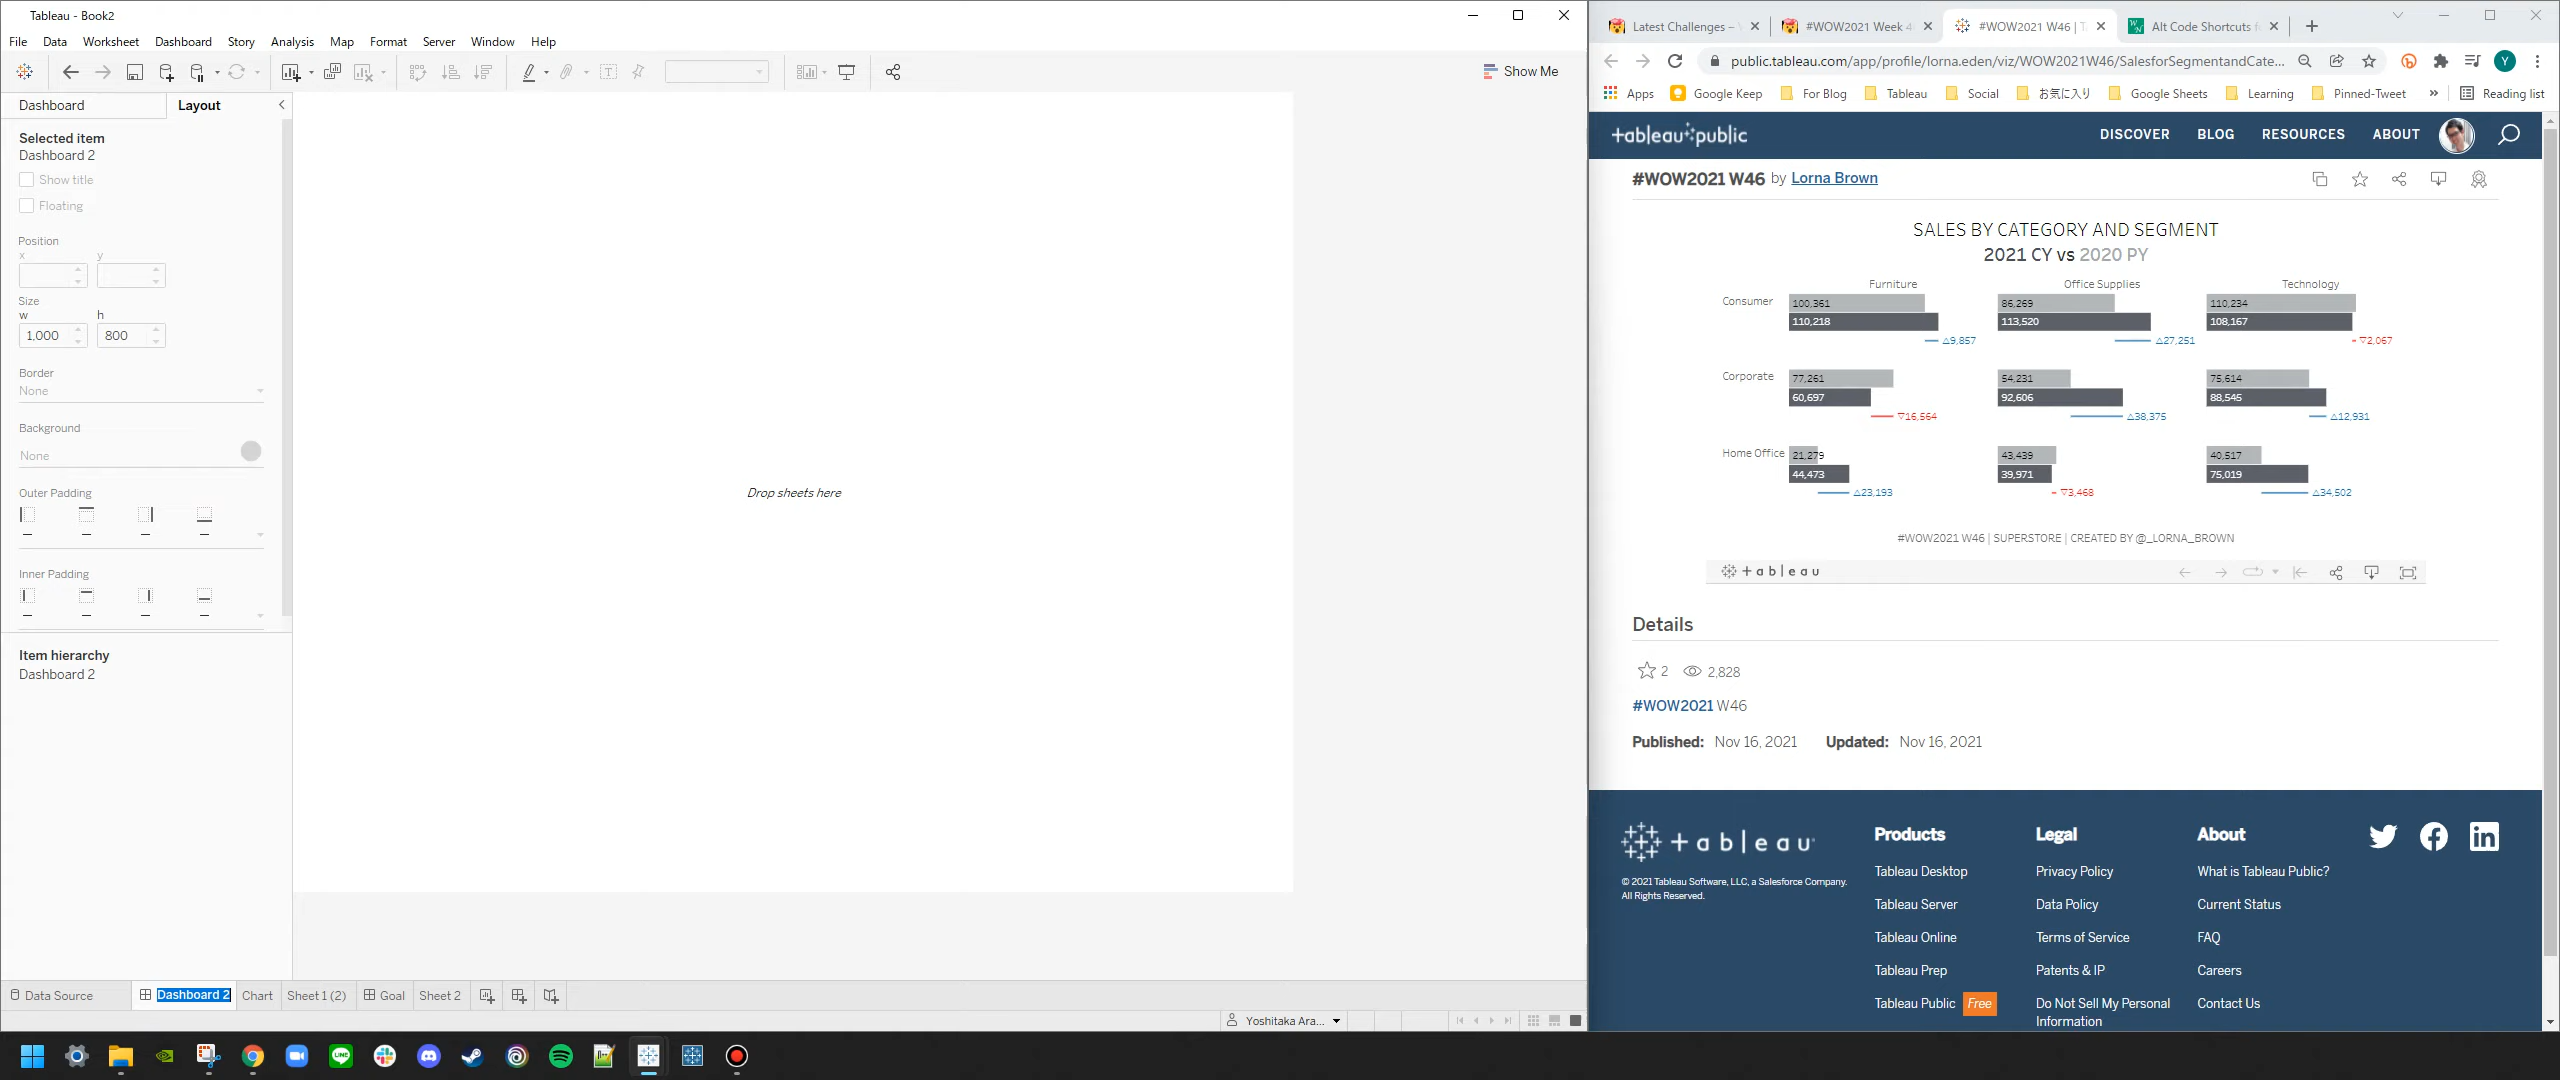 Tableau - Book2
File Data Worksheet Dashboard Story Analysis Map Format Server Window Help
Show Me
Dashboard Layout
Selected item
Dashboard 2
Show title
Floating
Position
x y
Size
w h
1,000 800
Border
None
Background
None
Outer Padding
Inner Padding
Item hierarchy
Dashboard 2
Drop sheets here
Data Source Dashboard 2 Chart Sheet 1 (2) Goal Sheet 2
Yoshitaka Ara...
Latest Challenges –
#WOW2021 Week 4
#WOW2021 W46 | T
Alt Code Shortcuts f
public.tableau.com/app/profile/lorna.eden/viz/WOW2021W46/SalesforSegmentandCate...
Y
Apps Google Keep For Blog Tableau Social お気に入り Google Sheets Learning Pinned-Tweet » Reading list
+ableau public
DISCOVER BLOG RESOURCES ABOUT
#WOW2021 W46 by Lorna Brown
SALES BY CATEGORY AND SEGMENT
2021 CY vs 2020 PY
Furniture Office Supplies Technology
Consumer
100,361 86,269 110,234
110,218 113,520 108,167
△9,857 △27,251 ▽2,067
Corporate
77,261 54,231 75,614
60,697 92,606 88,545
▽16,564 △38,375 △12,931
Home Office
21,279 43,439 40,517
44,473 39,971 75,019
△23,193 ▽3,468 △34,502
#WOW2021 W46 | SUPERSTORE | CREATED BY @_LORNA_BROWN
+ a b | e a u
Details
2 2,828
#WOW2021 W46
Published: Nov 16, 2021 Updated: Nov 16, 2021
+ a b | e a u
© 2021 Tableau Software, LLC, a Salesforce Company.
All Rights Reserved.
Products
Tableau Desktop
Tableau Server
Tableau Online
Tableau Prep
Tableau Public Free
Legal
Privacy Policy
Data Policy
Terms of Service
Patents & IP
Do Not Sell My Personal
Information
About
What is Tableau Public?
Current Status
FAQ
Careers
Contact Us
LINE